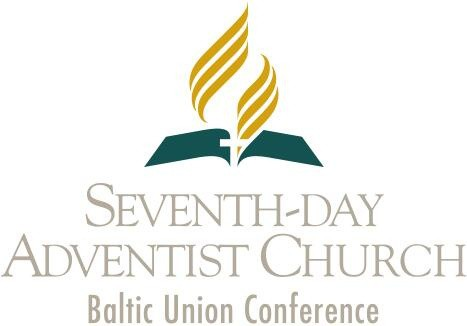 SEVENTH-DAY
ADVENTIST CHURCH
Baltic Union Conference